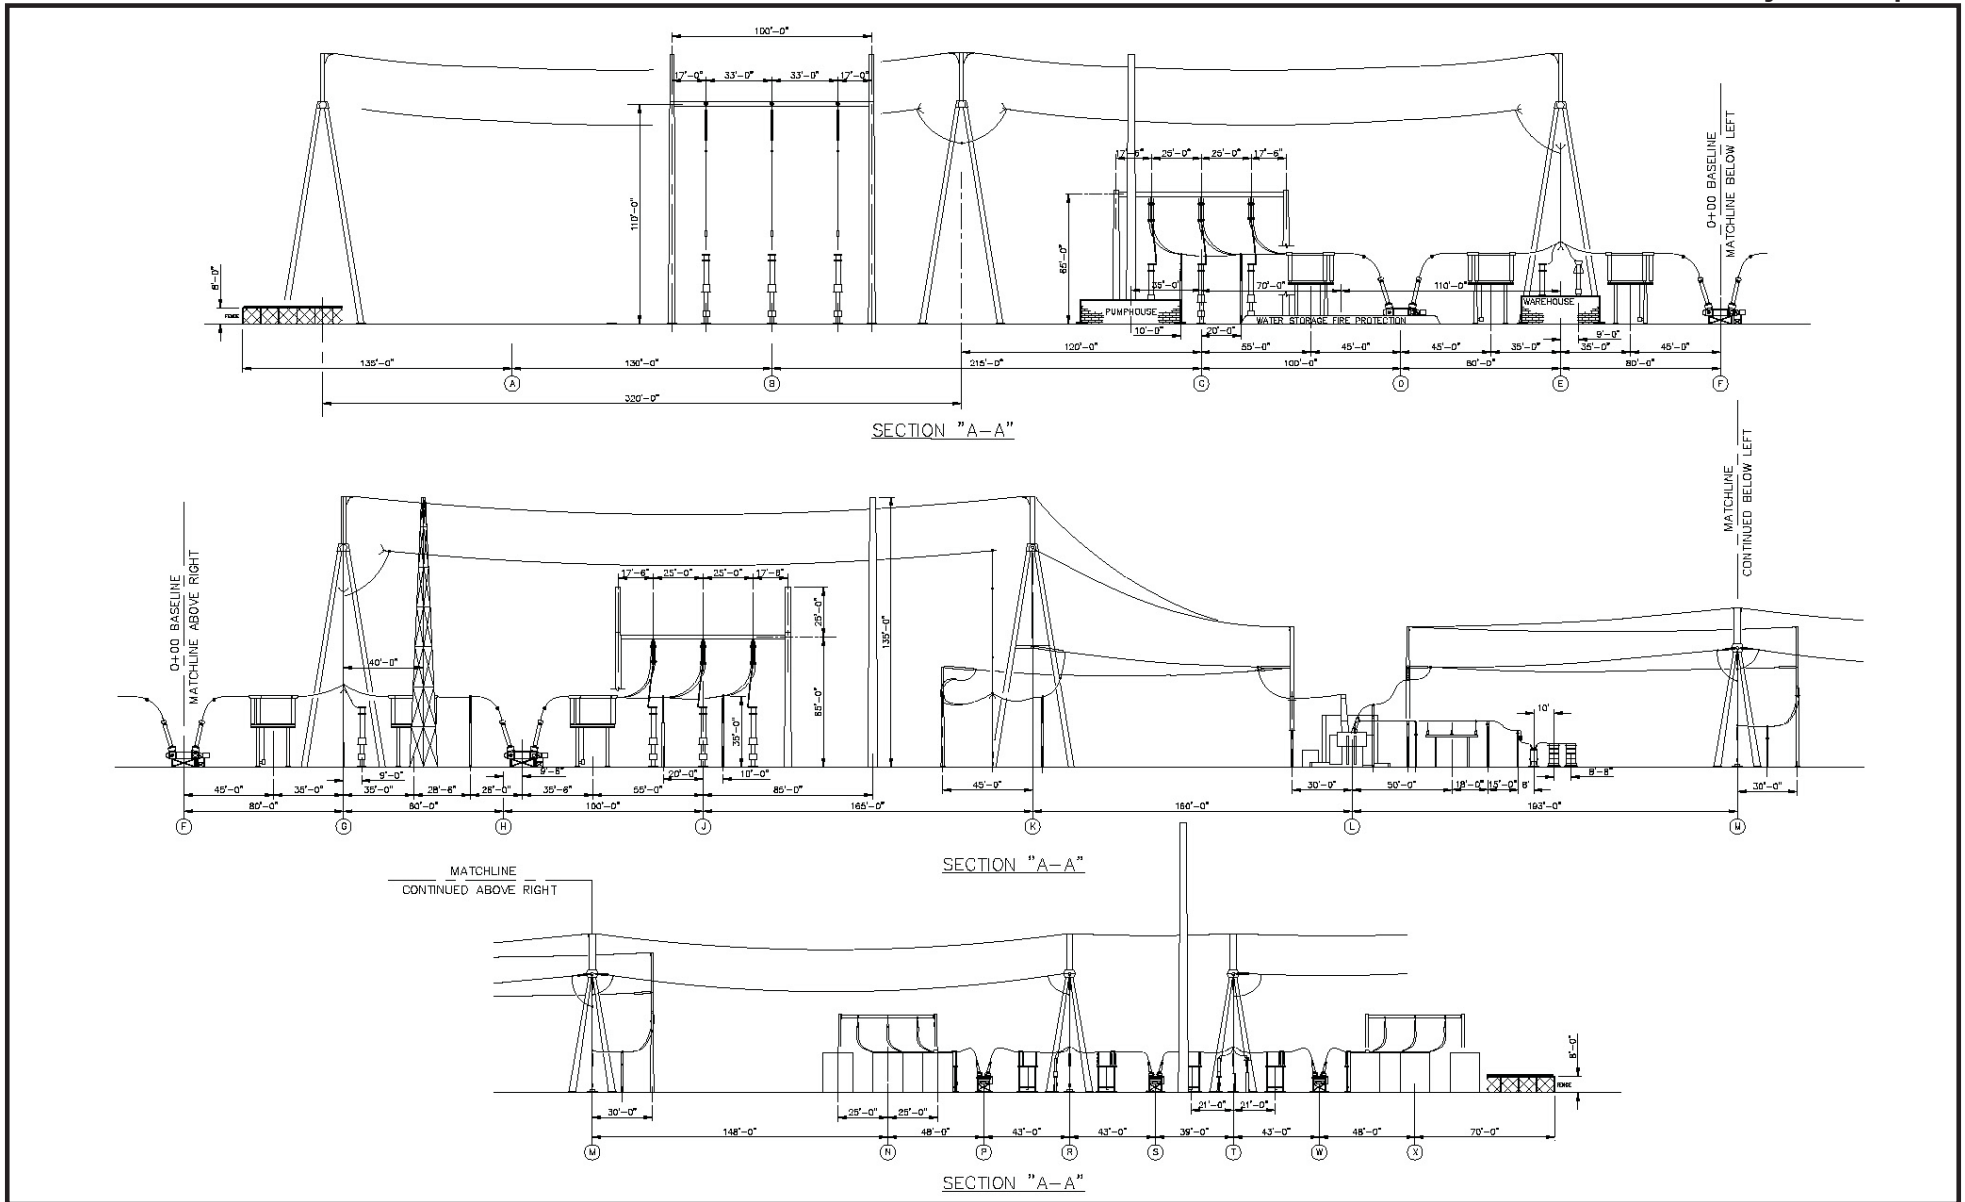 100'-0"
17'-0" 33'-0" 33'-0" 17'-0"
110'-0"
8'-0"
FENCE
17'-6" 25'-0" 25'-0" 17'-6"
65'-0"
35'-0" 70'-0" 110'-0"
PUMPHOUSE
WATER STORAGE FIRE PROTECTION
WAREHOUSE
0+00 BASELINE
MATCHLINE BELOW LEFT
10'-0" 20'-0" 9'-0"
120'-0" 55'-0" 45'-0" 45'-0" 35'-0" 35'-0" 45'-0"
135'-0" 130'-0" 215'-0" 100'-0" 80'-0" 80'-0"
A B C D E F
320'-0"
SECTION "A-A"
MATCHLINE
CONTINUED BELOW LEFT
0+00 BASELINE
MATCHLINE ABOVE RIGHT
17'-6" 25'-0" 25'-0" 17'-6"
25'-0"
135'-0"
40'-0"
65'-0"
35'-0"
10'
9'-0" 9'-6" 20'-0" 10'-0" 8'-8"
45'-0" 35'-0" 35'-0" 28'-6" 26'-0" 35'-6" 55'-0" 85'-0" 45'-0" 30'-0" 50'-0" 18'-0" 15'-0" 8' 30'-0"
80'-0" 80'-0" 100'-0" 165'-0" 160'-0" 193'-0"
F G H J K L M
SECTION "A-A"
MATCHLINE
CONTINUED ABOVE RIGHT
8'-0"
FENCE
30'-0" 25'-0" 25'-0" 21'-0" 21'-0"
148'-0" 48'-0" 43'-0" 43'-0" 39'-0" 43'-0" 48'-0" 70'-0"
M N P R S T W X
SECTION "A-A"